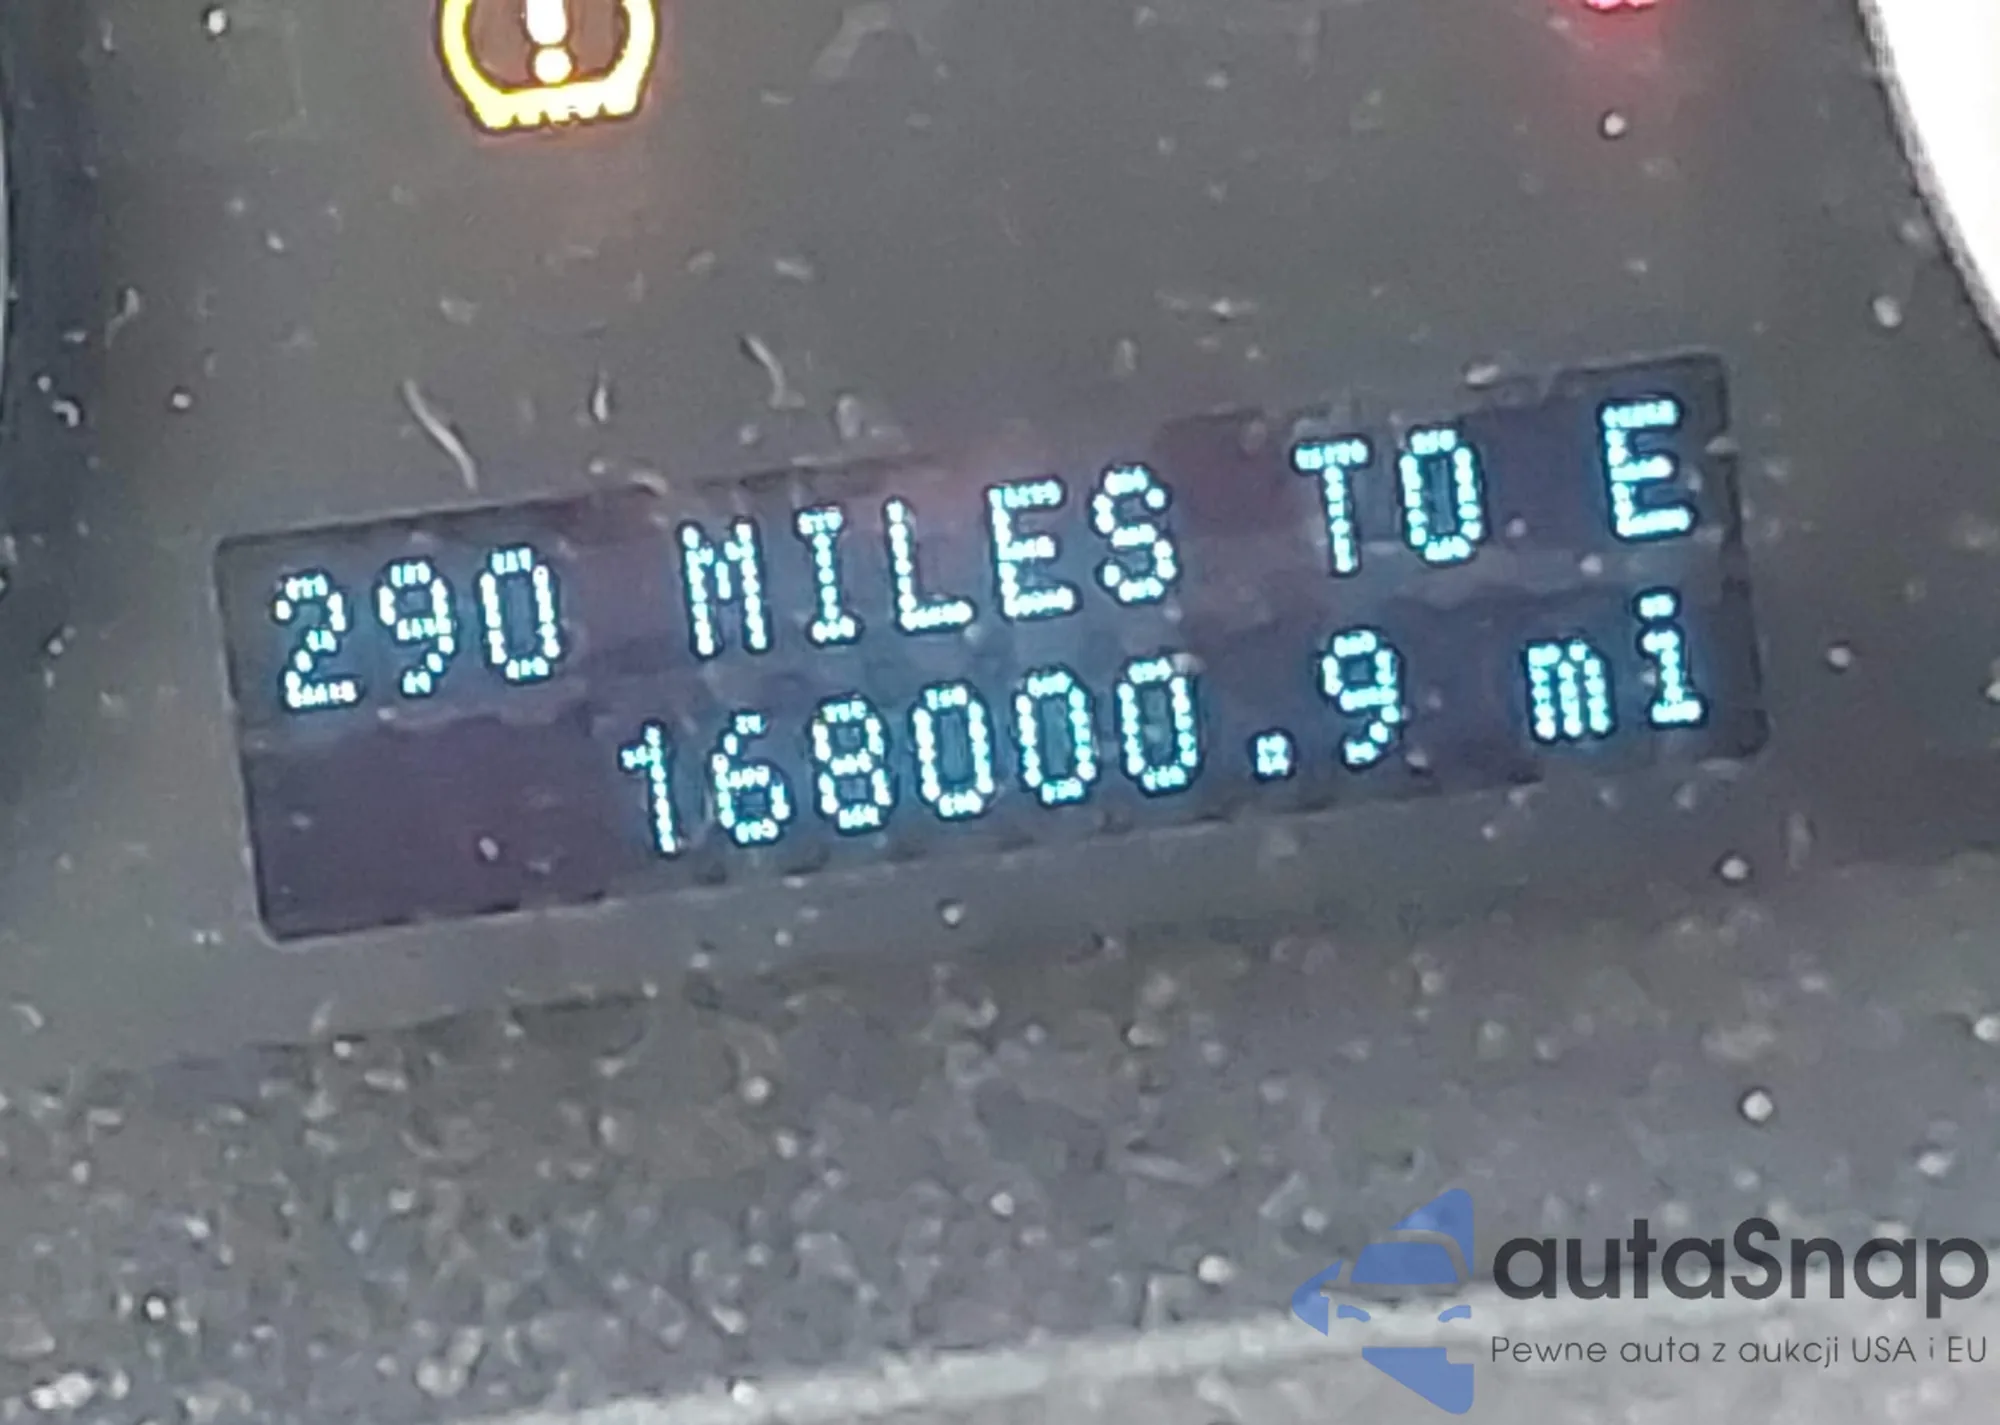 290 MILES TO E
168000.9 mi
autaSnap
Pewne auta z aukcji USA i EU